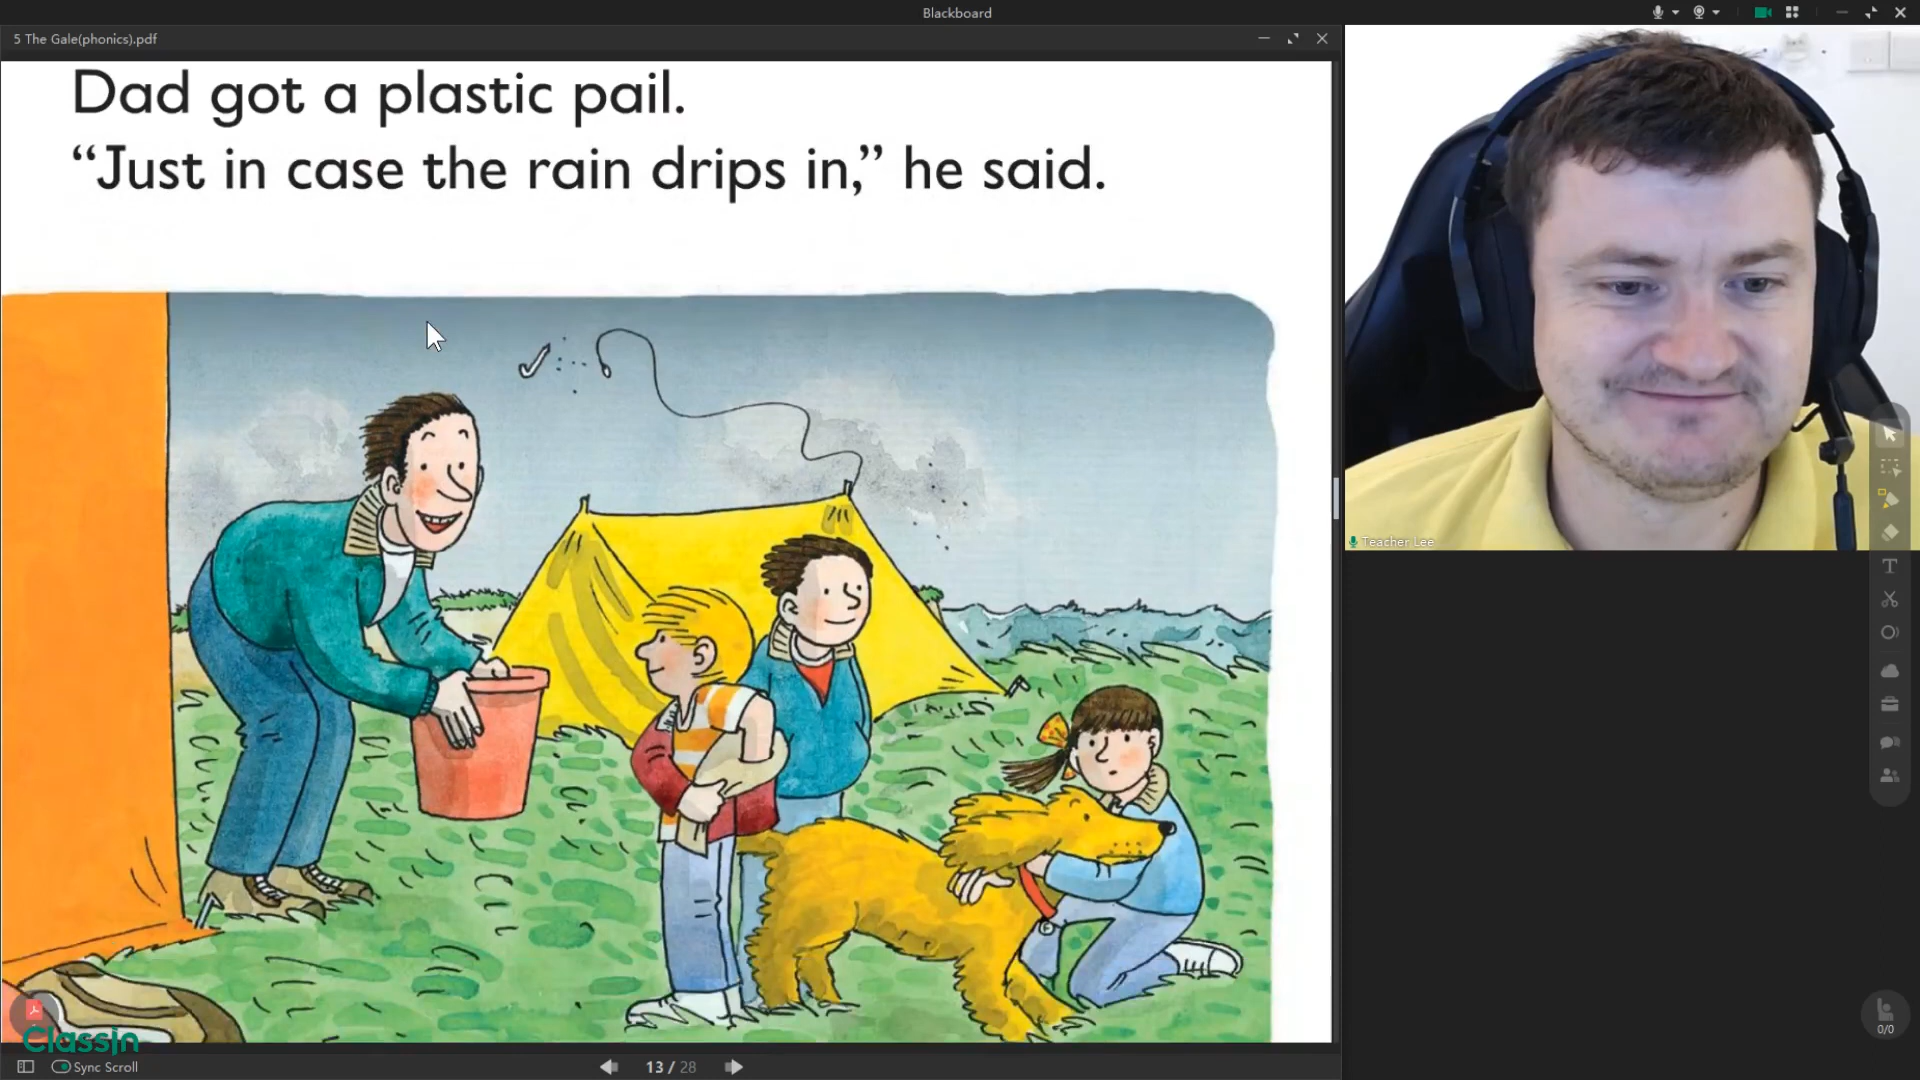 Blackboard
5 The Gale(phonics).pdf
Dad got a plastic pail.
“Just in case the rain drips in,” he said.
Teacher Lee
ClassIn
Sync Scroll
13 / 28
0/0